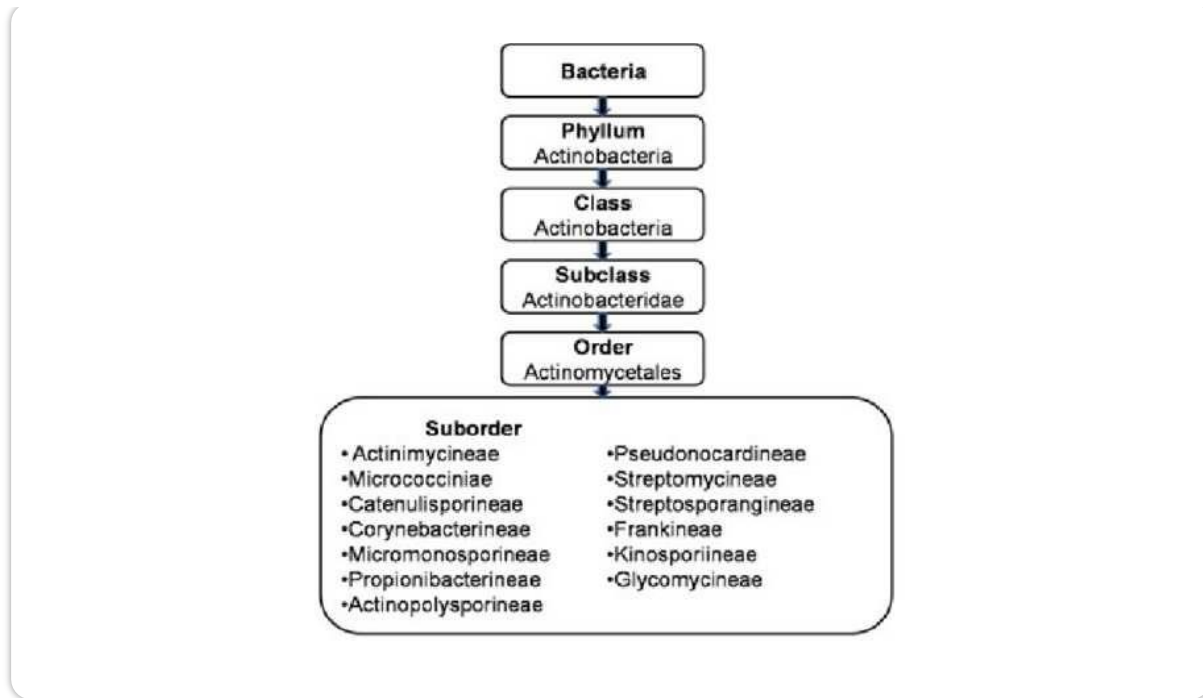 Bacteria
Phyllum
Actinobacteria
Class
Actinobacteria
Subclass
Actinobacteridae
Order
Actinomycetales
Suborder
•Actinimycineae
•Micrococciniae
•Catenulisporineae
•Corynebacterineae
•Micromonosporineae
•Propionibacterineae
•Actinopolysporineae
•Pseudonocardineae
•Streptomycineae
•Streptosporangineae
•Frankineae
•Kinosporiineae
•Glycomycineae